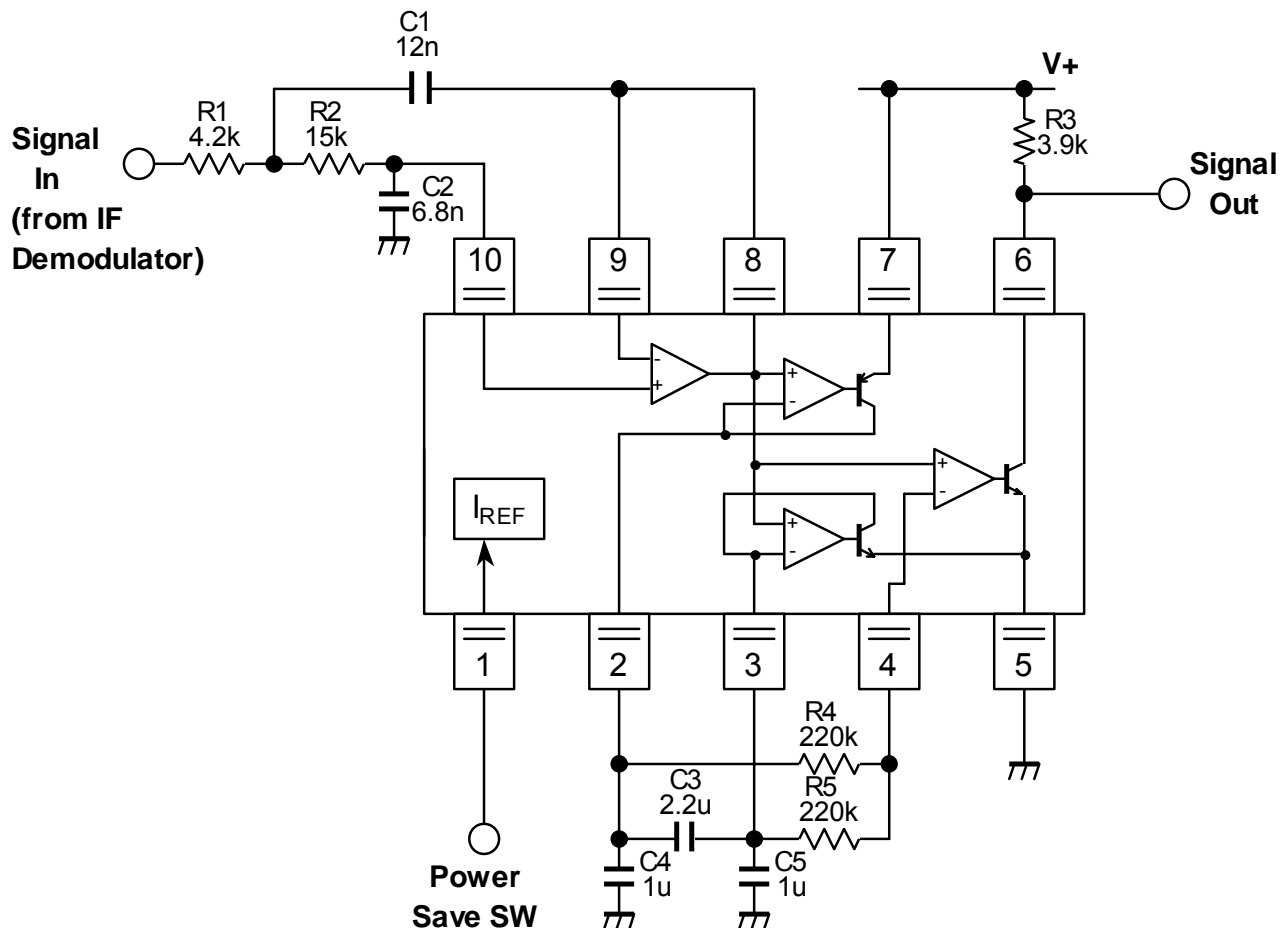 C1
12n
V+
R1
4.2k
R2
15k
R3
3.9k
Signal
In
(from IF
Demodulator)
C2
6.8n
Signal
Out
10
9
8
7
6
-
+
+
-
+
-
IREF
+
-
1
2
3
4
5
R4
220k
C3
2.2u
R5
220k
C4
1u
C5
1u
Power
Save SW